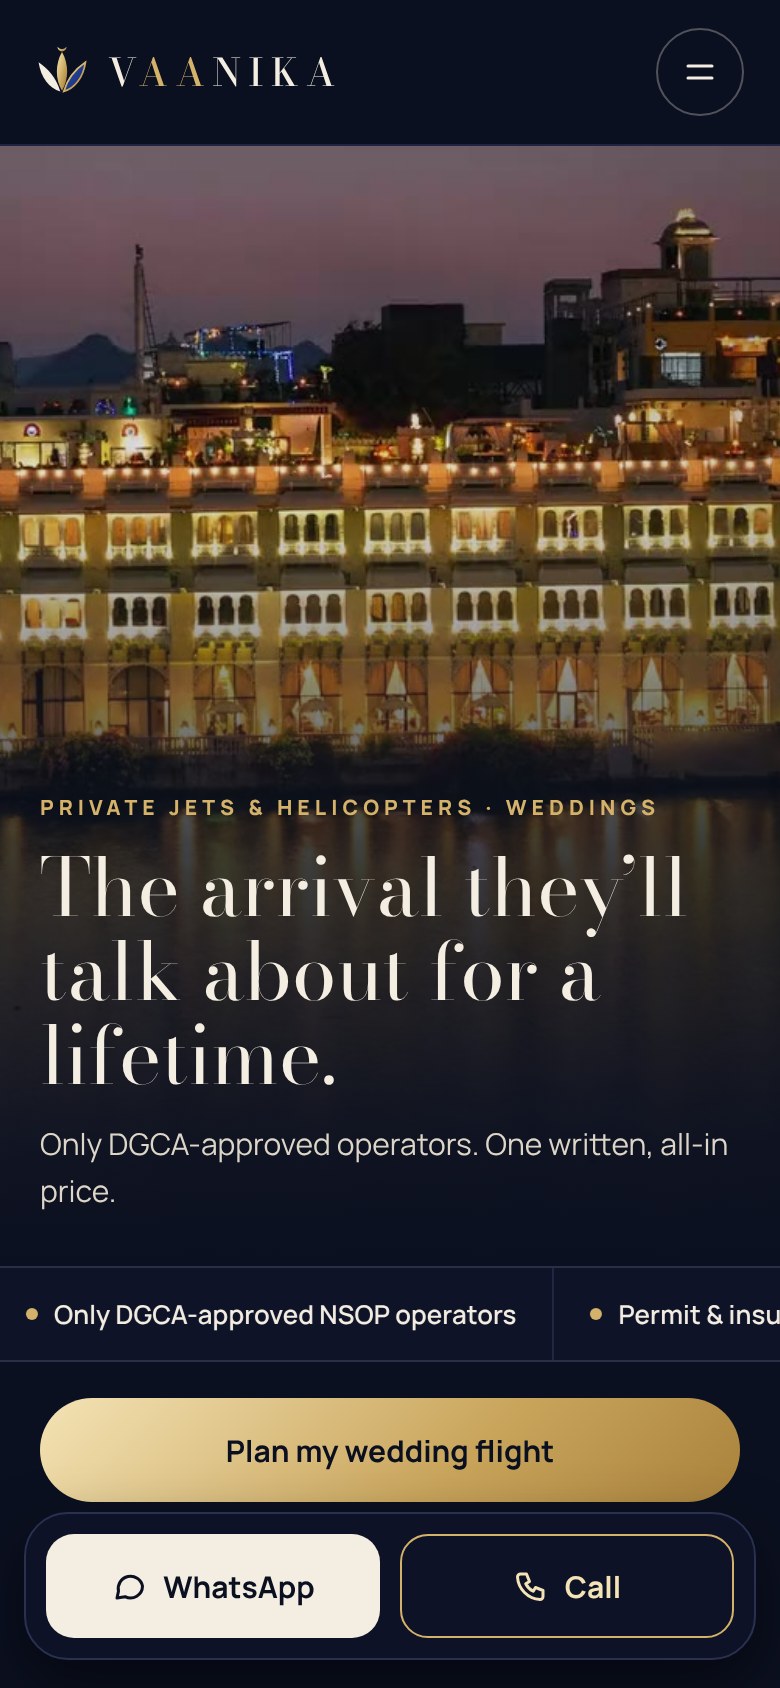 VAANIKA
PRIVATE JETS & HELICOPTERS · WEDDINGS
The arrival they’ll
talk about for a
lifetime.
Only DGCA-approved operators. One written, all-in
price.
Only DGCA-approved NSOP operators
Permit & insu
Plan my wedding flight
WhatsApp
Call